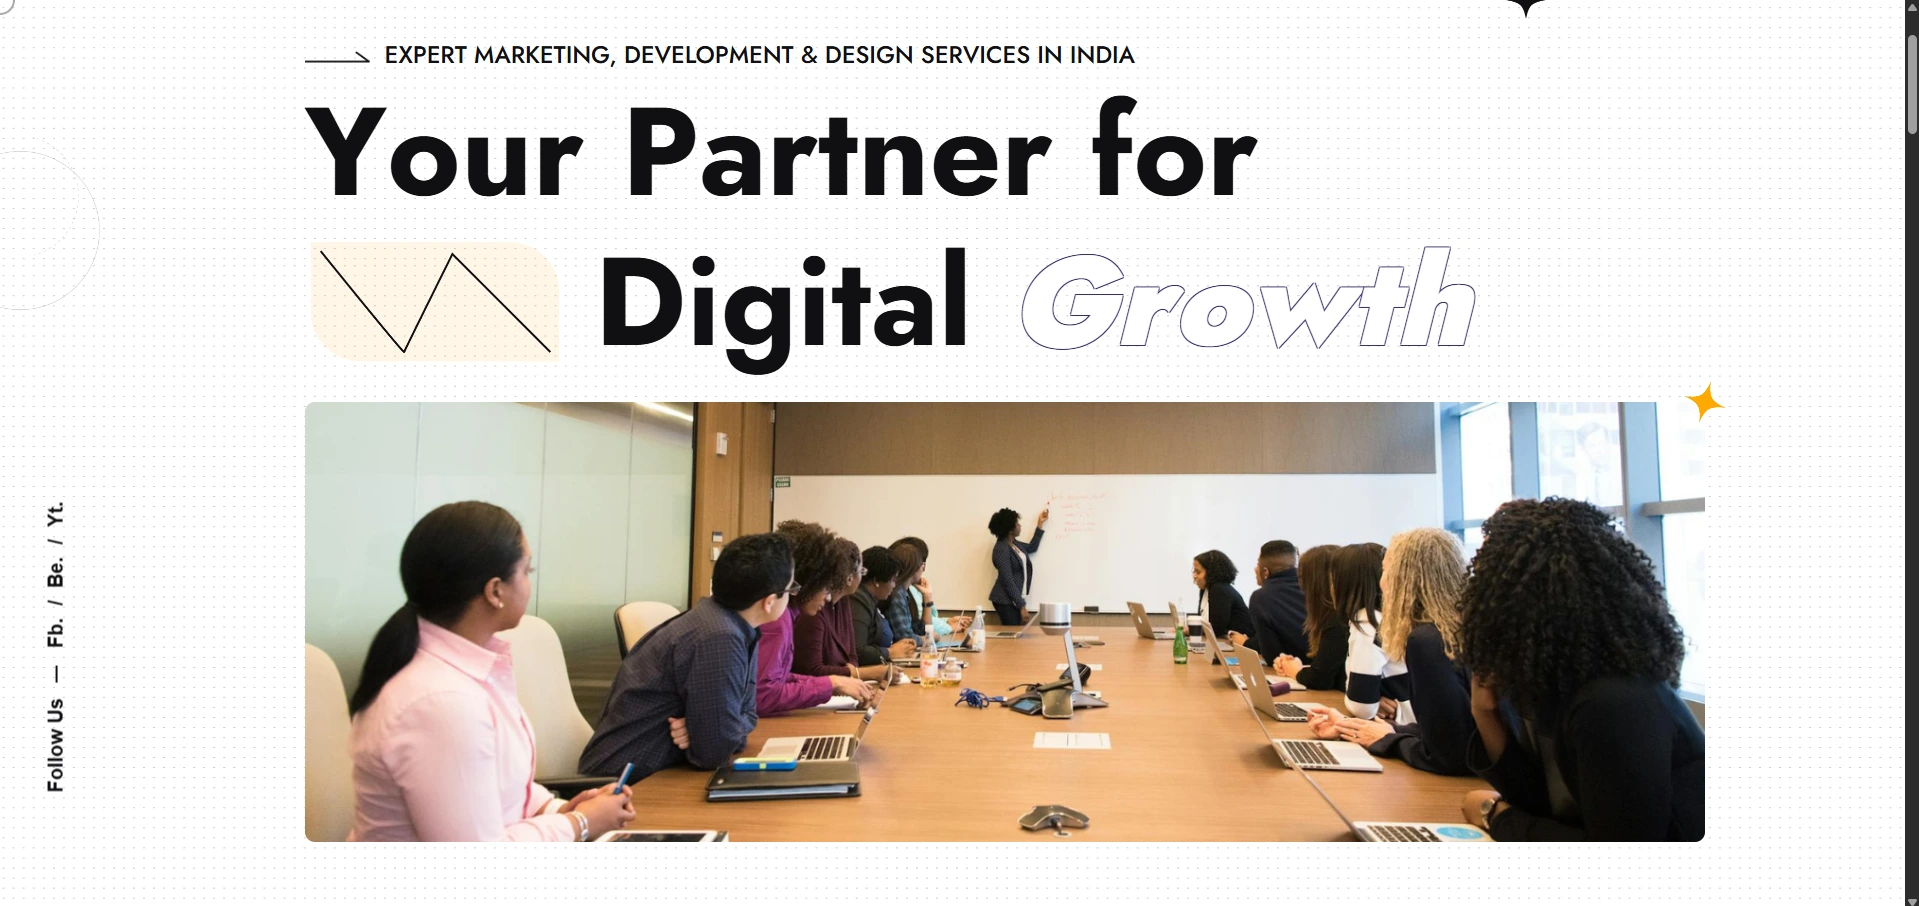 EXPERT MARKETING, DEVELOPMENT & DESIGN SERVICES IN INDIA
Your Partner for
Digital Growth
Follow Us — Fb. / Be. / Yt.